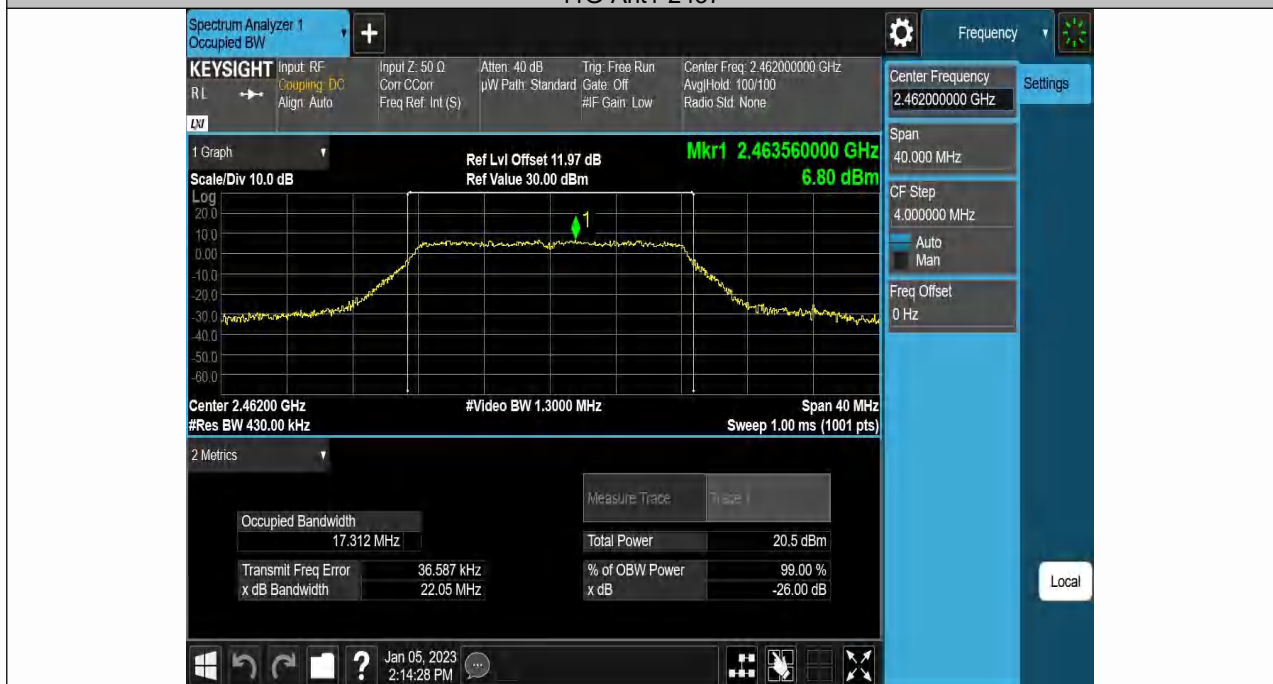 Spectrum Analyzer 1
Occupied BW
+
Frequency
KEYSIGHT
RL
LXI
Input: RF
Coupling: DC
Align: Auto
Input Z: 50 Ω
Corr CCorr
Freq Ref: Int (S)
Atten: 40 dB
µW Path: Standard
Trig: Free Run
Gate: Off
#IF Gain: Low
Center Freq: 2.462000000 GHz
Avg|Hold: 100/100
Radio Std: None
Center Frequency
2.462000000 GHz
Settings
Span
40.000 MHz
CF Step
4.000000 MHz
Auto
Man
Freq Offset
0 Hz
Local
1 Graph
Scale/Div 10.0 dB
Ref Lvl Offset 11.97 dB
Ref Value 30.00 dBm
Mkr1 2.463560000 GHz
6.80 dBm
Log
20.0
10.0
0.00
-10.0
-20.0
-30.0
-40.0
-50.0
-60.0
1
Center 2.46200 GHz
#Video BW 1.3000 MHz
Span 40 MHz
#Res BW 430.00 kHz
Sweep 1.00 ms (1001 pts)
2 Metrics
Measure Trace
Trace 1
Occupied Bandwidth
17.312 MHz
Total Power 20.5 dBm
Transmit Freq Error 36.587 kHz
% of OBW Power 99.00 %
x dB Bandwidth 22.05 MHz
x dB -26.00 dB
?
Jan 05, 2023
2:14:28 PM